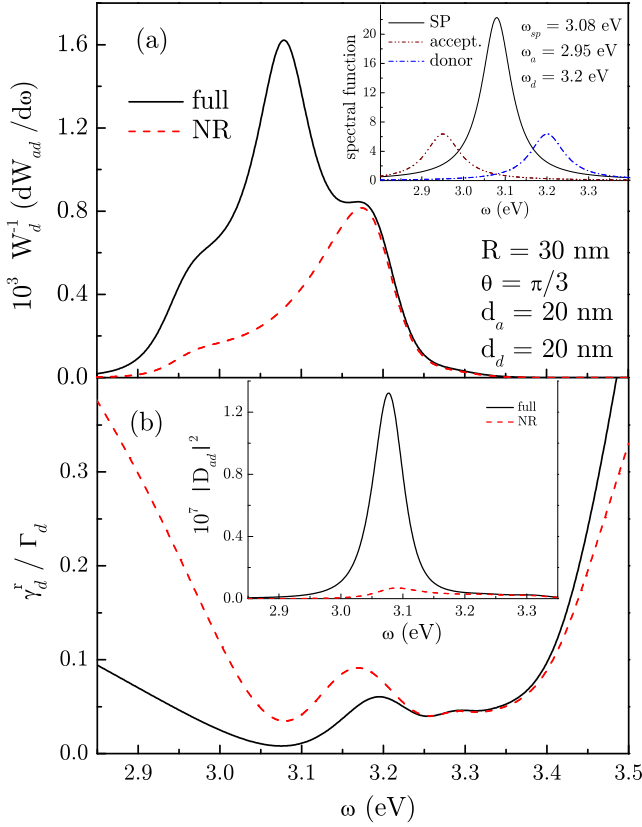 (a)
full
NR
10³ W_d^-1 (dW_ad /dω)
1.6
1.2
0.8
0.4
0.0
SP
accept.
donor
ω_sp = 3.08 eV
ω_a = 2.95 eV
ω_d = 3.2 eV
spectral function
20
16
12
8
4
0
2.9 3.0 3.1 3.2 3.3
ω (eV)
R = 30 nm
θ = π/3
d_a = 20 nm
d_d = 20 nm
(b)
γ_d^r / Γ_d
0.3
0.2
0.1
0.0
10⁷ |D_ad|²
1.2
0.8
0.4
0.0
full
NR
2.9 3.0 3.1 3.2 3.3
ω (eV)
2.9 3.0 3.1 3.2 3.3 3.4 3.5
ω (eV)